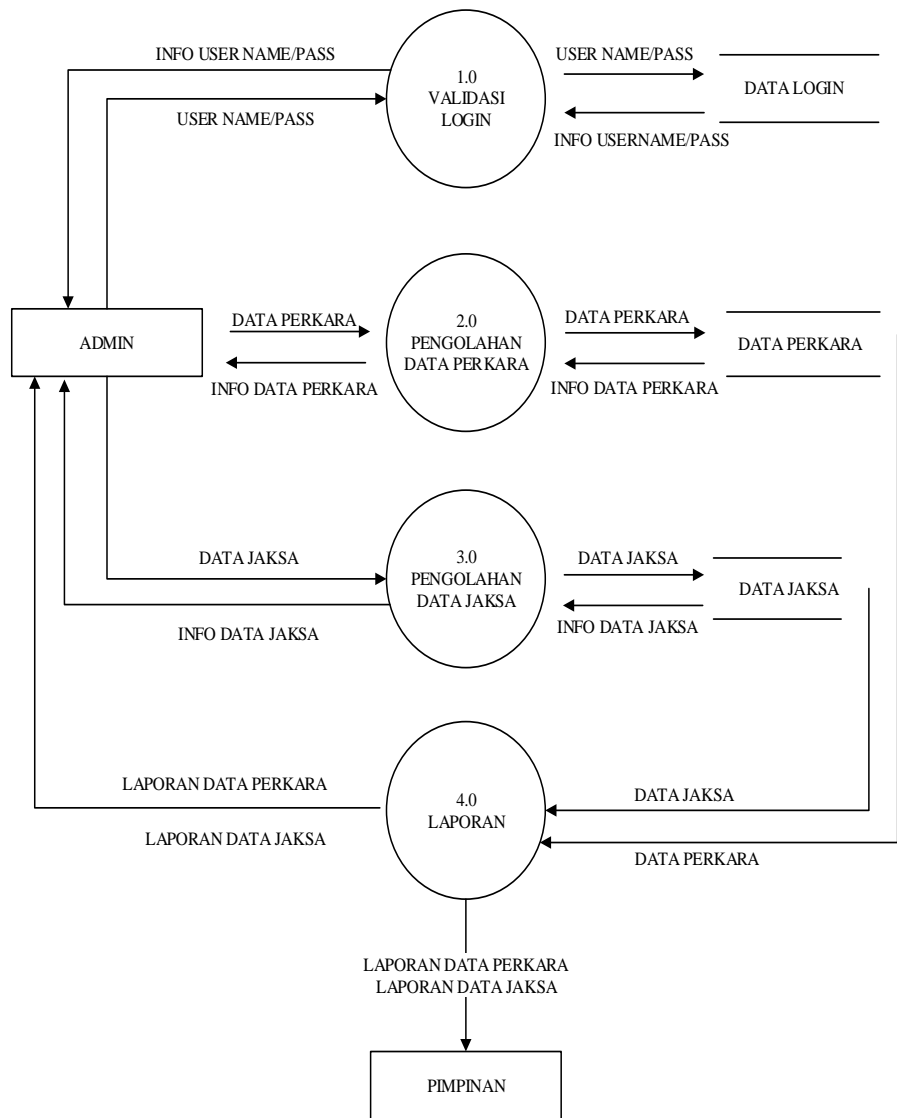 INFO USER NAME/PASS
USER NAME/PASS
1.0
VALIDASI
LOGIN
USER NAME/PASS
INFO USERNAME/PASS
DATA LOGIN
ADMIN
DATA PERKARA
INFO DATA PERKARA
2.0
PENGOLAHAN
DATA PERKARA
DATA PERKARA
INFO DATA PERKARA
DATA PERKARA
DATA JAKSA
INFO DATA JAKSA
3.0
PENGOLAHAN
DATA JAKSA
DATA JAKSA
INFO DATA JAKSA
DATA JAKSA
LAPORAN DATA PERKARA
LAPORAN DATA JAKSA
4.0
LAPORAN
DATA JAKSA
DATA PERKARA
LAPORAN DATA PERKARA
LAPORAN DATA JAKSA
PIMPINAN